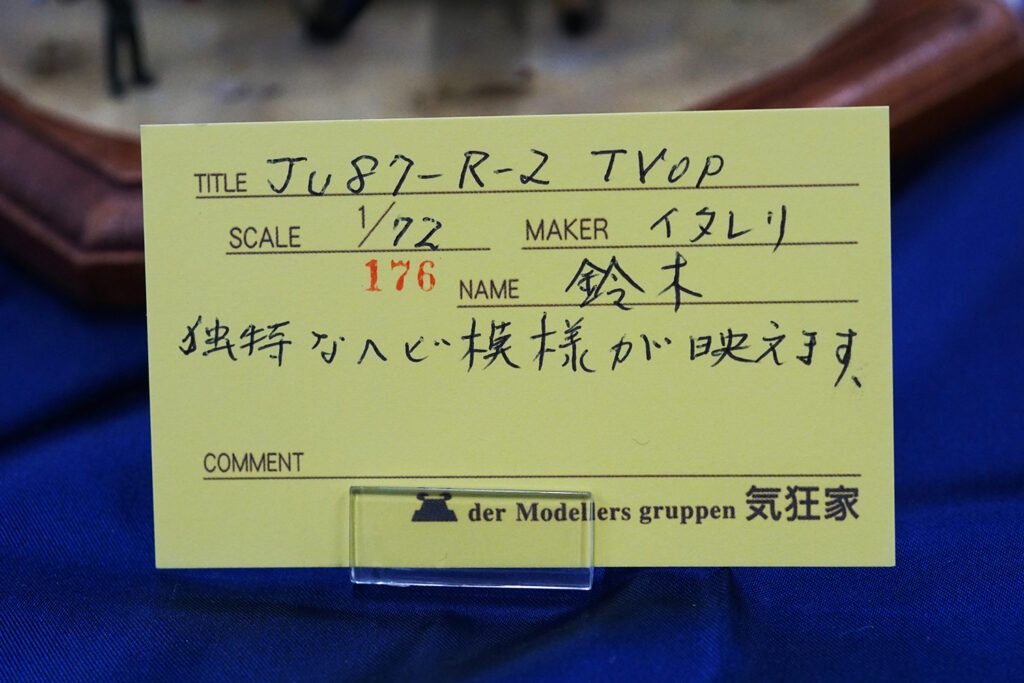 TITLE Ju87-R-2 TVop
SCALE 1/72 MAKER イタレリ
176 NAME 鈴木
独特なヘビ模様が映えます、
COMMENT
der Modellers gruppen 気狂家